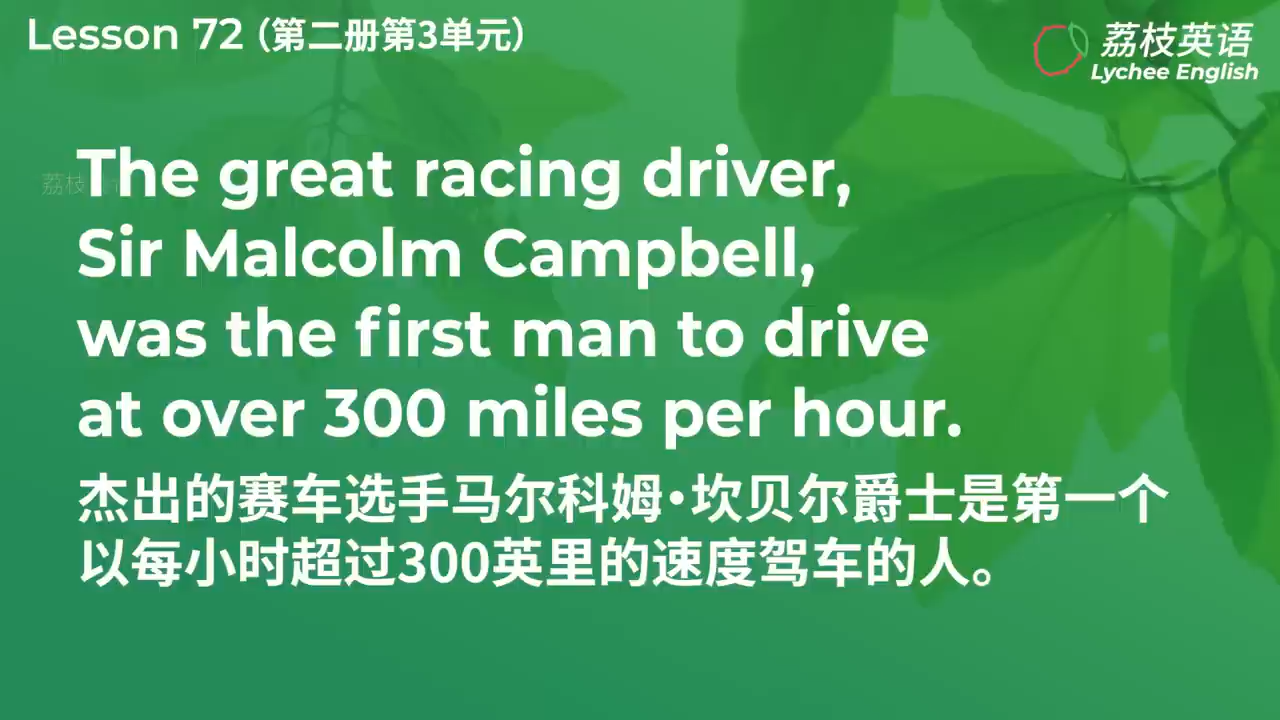 Lesson 72（第二册第3单元）
荔枝英语
Lychee English
The great racing driver,
Sir Malcolm Campbell,
was the first man to drive
at over 300 miles per hour.
杰出的赛车选手马尔科姆·坎贝尔爵士是第一个
以每小时超过300英里的速度驾车的人。